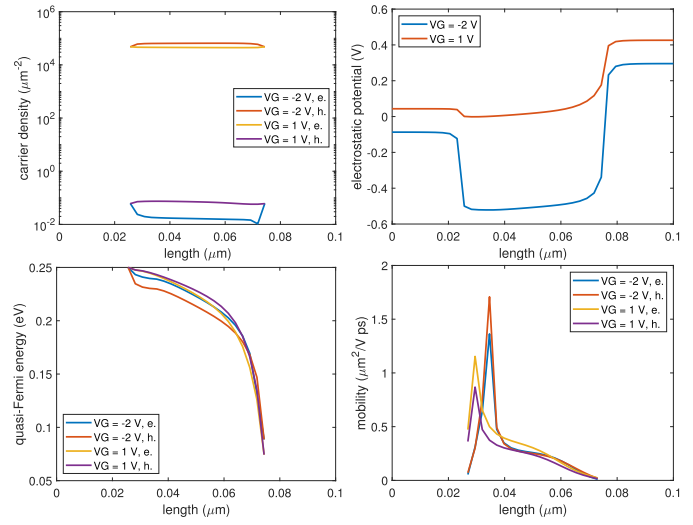 10^6
10^4
10^2
10^0
10^-2
carrier density (μm^-2)
VG = -2 V, e.
VG = -2 V, h.
VG = 1 V, e.
VG = 1 V, h.
0 0.02 0.04 0.06 0.08 0.1
length (μm)
0.6
0.4
0.2
0
-0.2
-0.4
-0.6
electrostatic potential (V)
VG = -2 V
VG = 1 V
0 0.02 0.04 0.06 0.08 0.1
length (μm)
0.25
0.2
0.15
0.1
0.05
quasi-Fermi energy (eV)
VG = -2 V, e.
VG = -2 V, h.
VG = 1 V, e.
VG = 1 V, h.
0 0.02 0.04 0.06 0.08 0.1
length (μm)
2
1.5
1
0.5
0
mobility (μm^2/V ps)
VG = -2 V, e.
VG = -2 V, h.
VG = 1 V, e.
VG = 1 V, h.
0 0.02 0.04 0.06 0.08 0.1
length (μm)